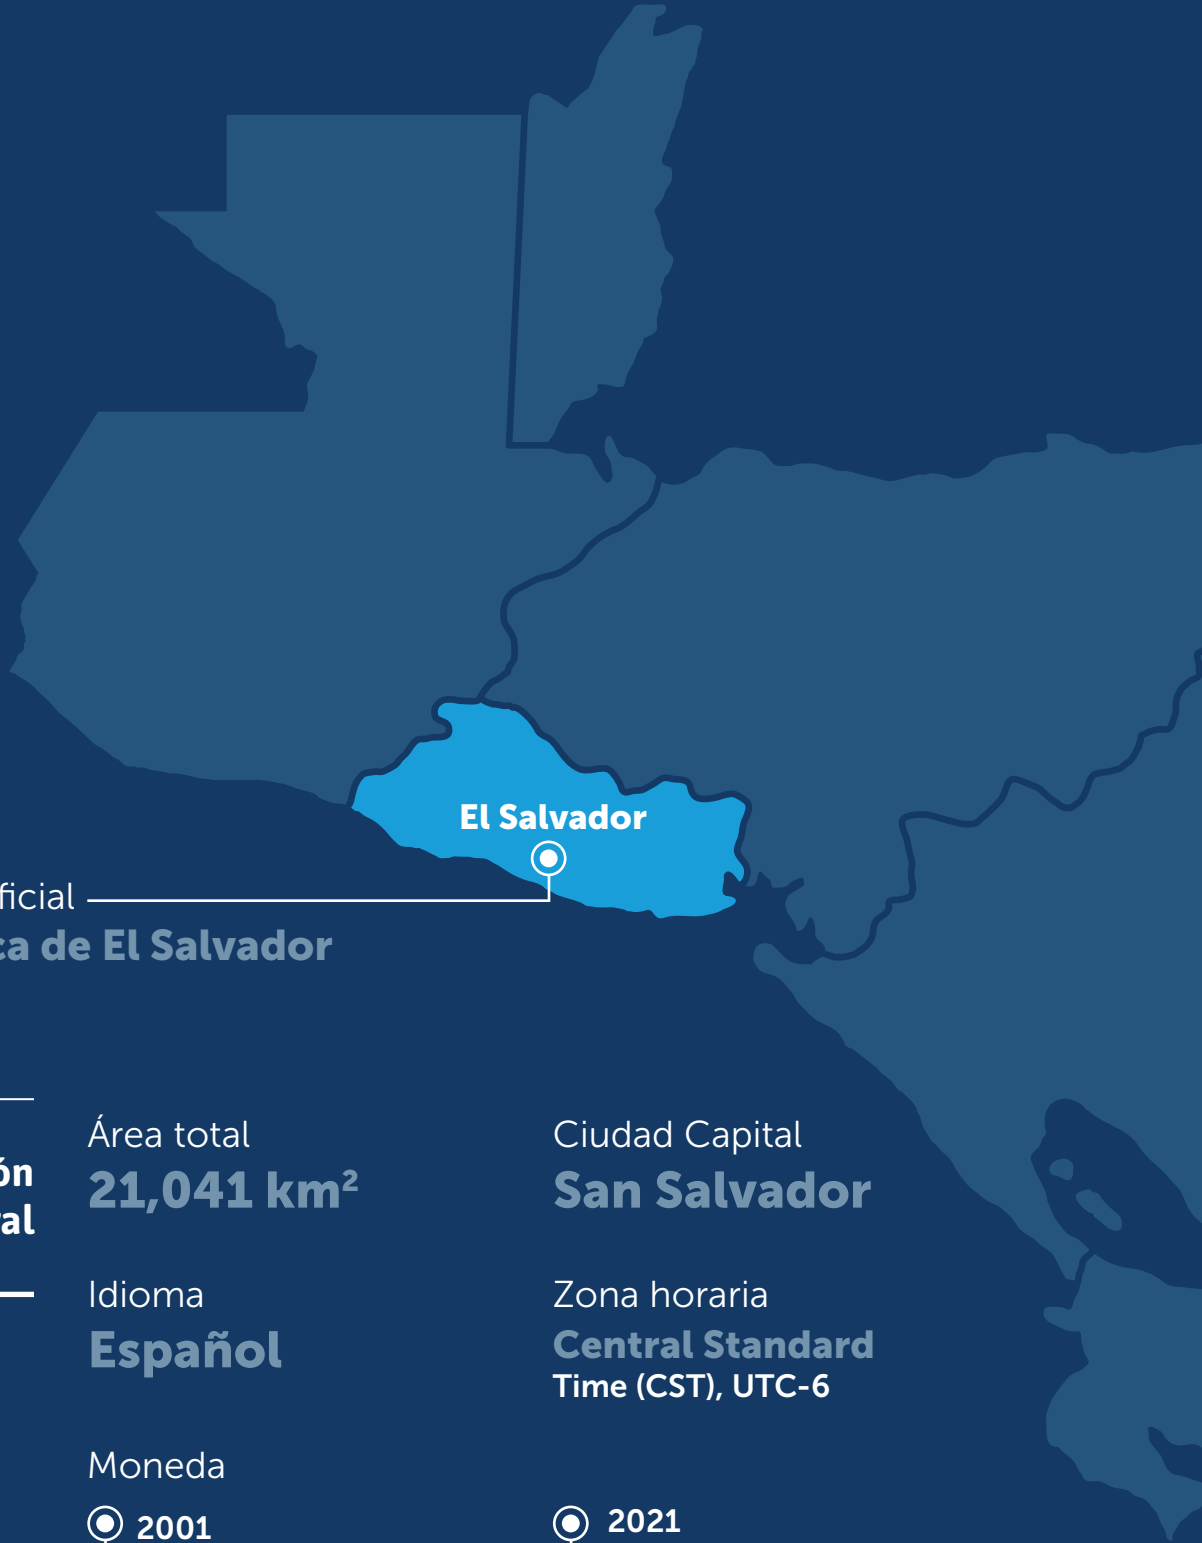 El Salvador
ficial
ca de El Salvador
ón
al
Área total
21,041 km²
Ciudad Capital
San Salvador
Idioma
Español
Zona horaria
Central Standard
Time (CST), UTC-6
Moneda
2001
2021